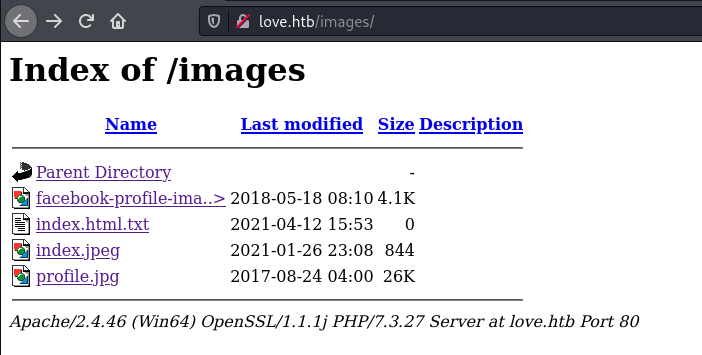 love.htb/images/
Index of /images
Name Last modified Size Description
Parent Directory -
facebook-profile-ima..> 2018-05-18 08:10 4.1K
index.html.txt 2021-04-12 15:53 0
index.jpeg 2021-01-26 23:08 844
profile.jpg 2017-08-24 04:00 26K
Apache/2.4.46 (Win64) OpenSSL/1.1.1j PHP/7.3.27 Server at love.htb Port 80